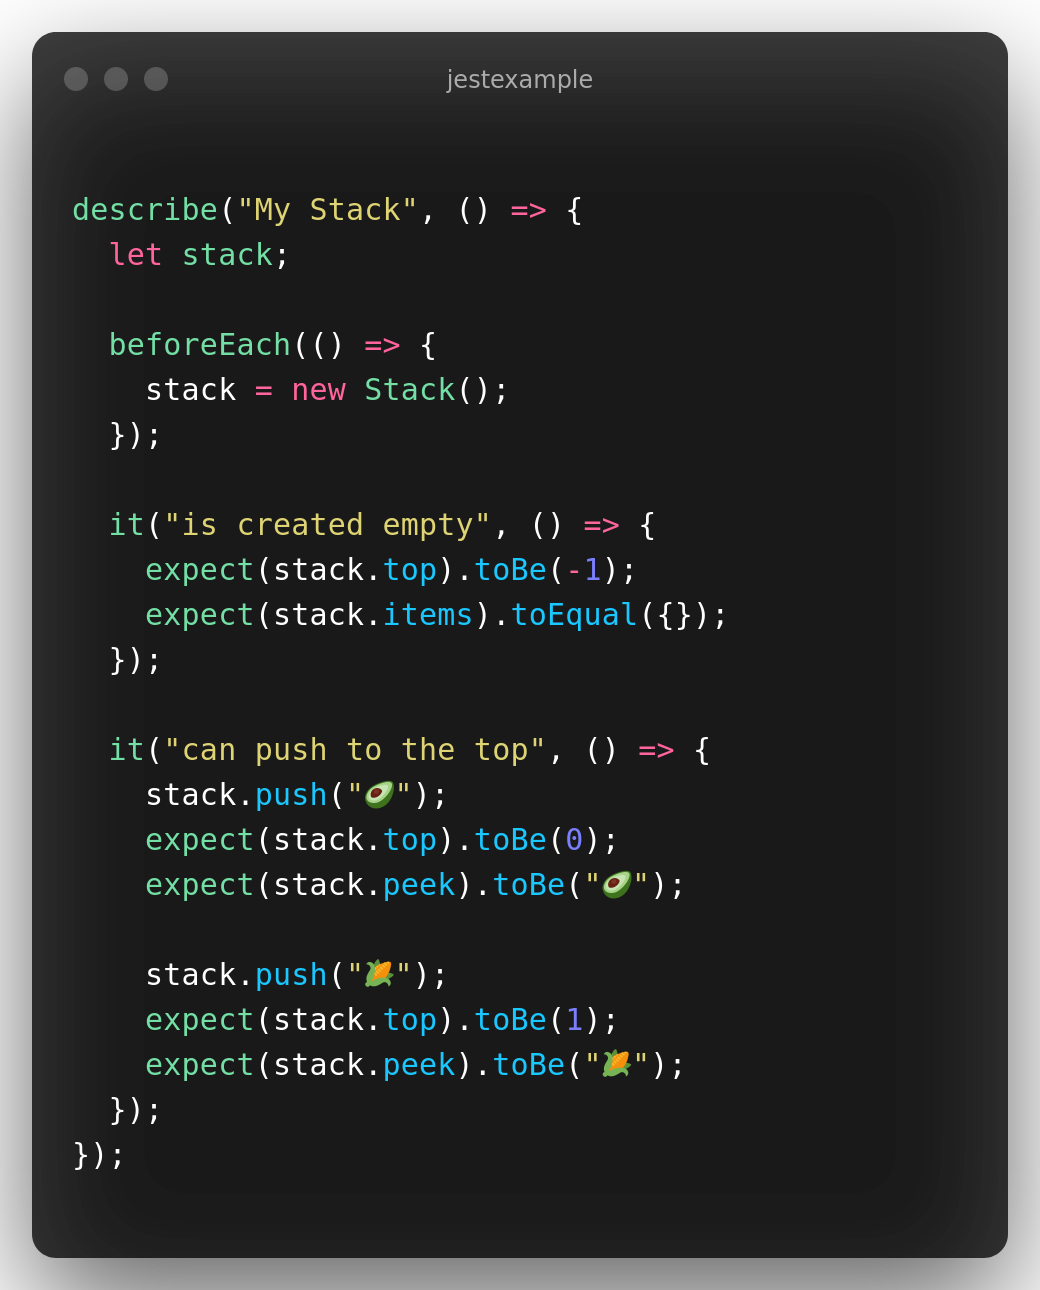 jestexample
describe("My Stack", () => {
  let stack;

  beforeEach(() => {
    stack = new Stack();
  });

  it("is created empty", () => {
    expect(stack.top).toBe(-1);
    expect(stack.items).toEqual({});
  });

  it("can push to the top", () => {
    stack.push("🥑");
    expect(stack.top).toBe(0);
    expect(stack.peek).toBe("🥑");

    stack.push("🌽");
    expect(stack.top).toBe(1);
    expect(stack.peek).toBe("🌽");
  });
});